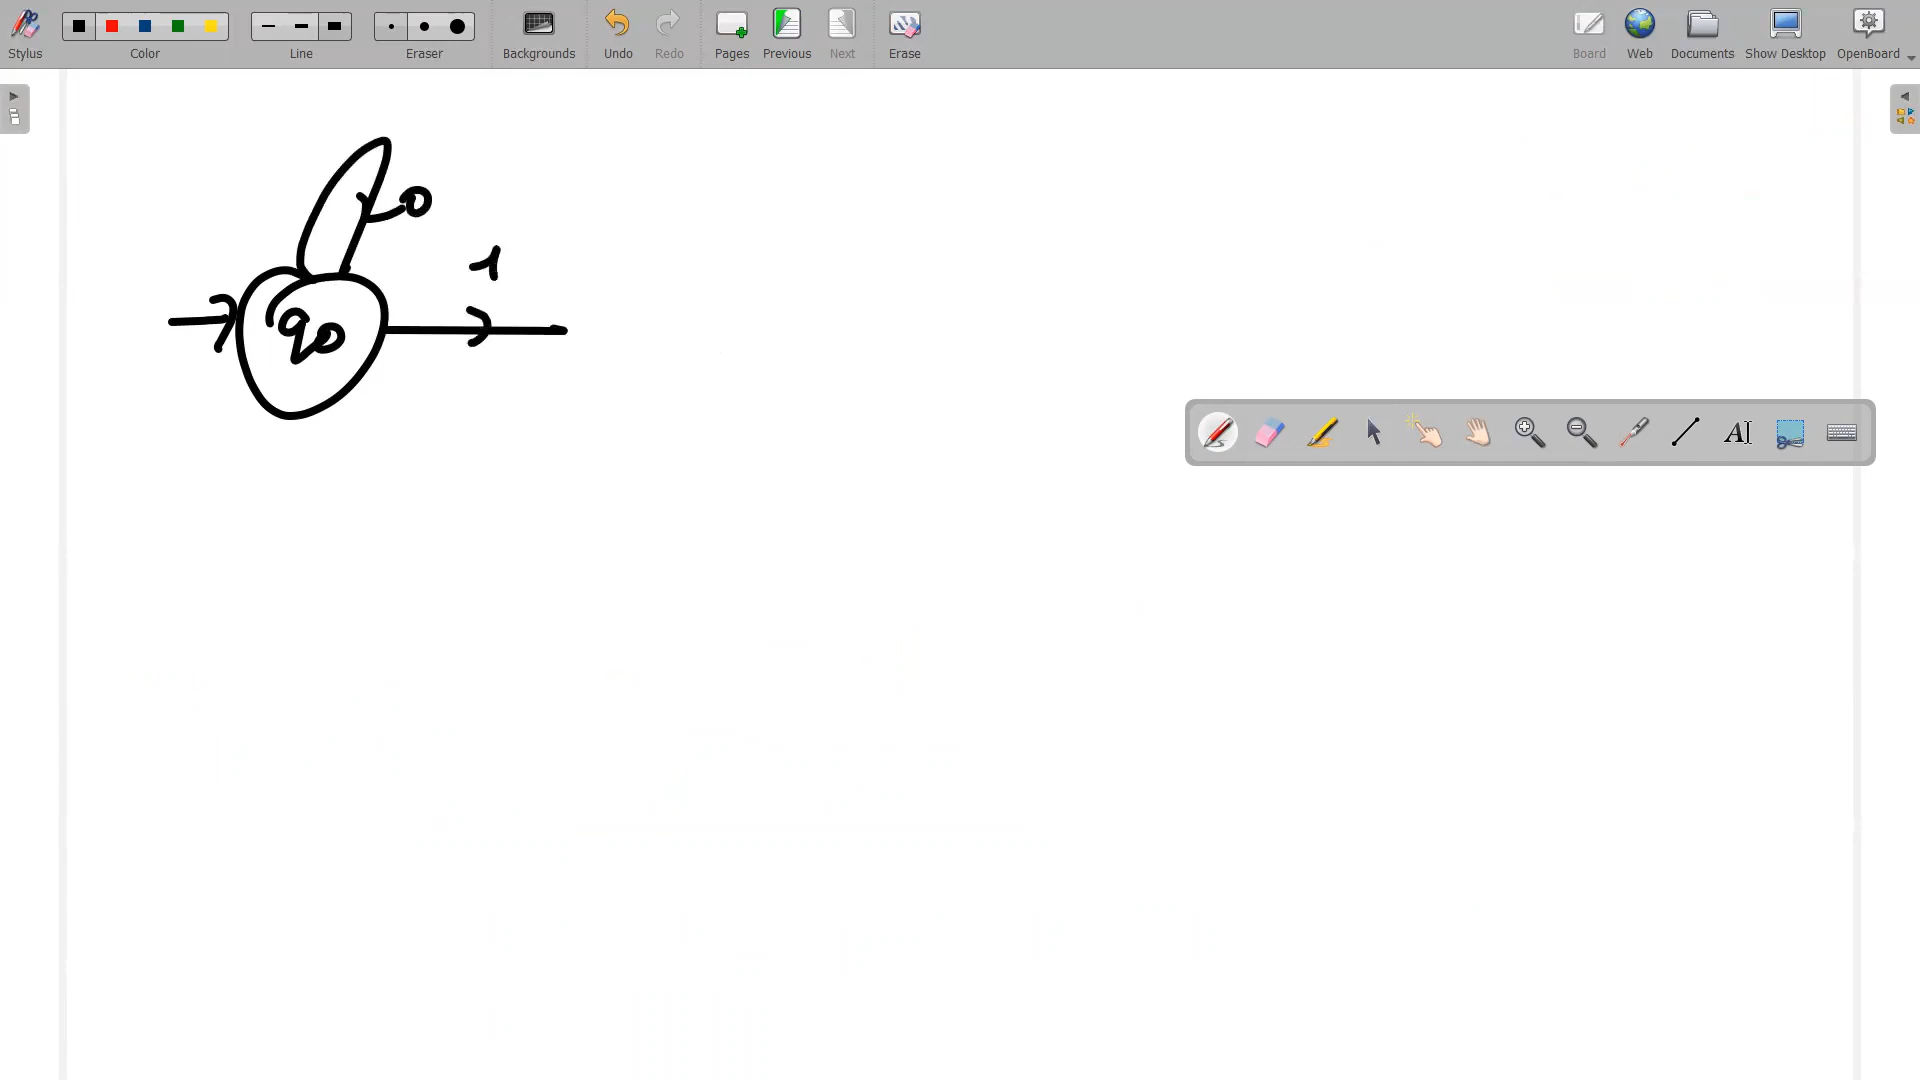 Stylus Color Line Eraser Backgrounds Undo Redo Pages Previous Next Erase Board Web Documents Show Desktop OpenBoard
0
1
q0
A